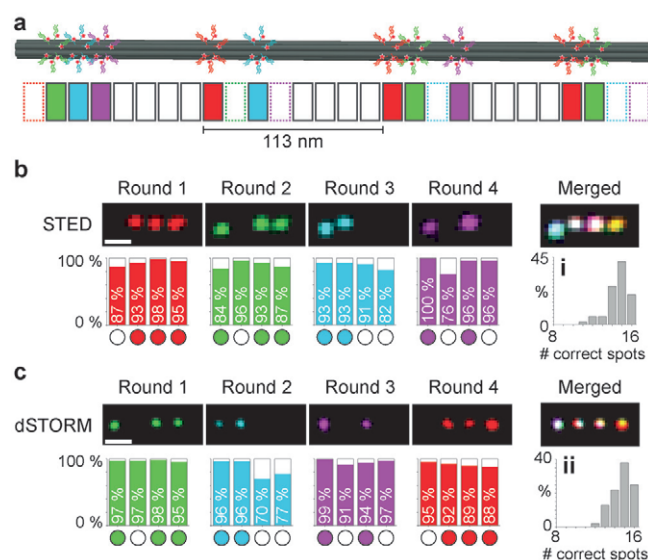 a
113 nm
b
Round 1 Round 2 Round 3 Round 4 Merged
STED
100 %
0 %
87 % 93 % 98 % 95 %
84 % 96 % 93 % 87 %
93 % 93 % 91 % 82 %
100 % 76 % 96 % 96 %
i
45
%
8 16
# correct spots
c
Round 1 Round 2 Round 3 Round 4 Merged
dSTORM
100 %
0 %
97 % 97 % 98 % 95 %
96 % 96 % 70 % 77 %
99 % 91 % 94 % 97 %
95 % 92 % 89 % 88 %
ii
40
%
0
8 16
# correct spots